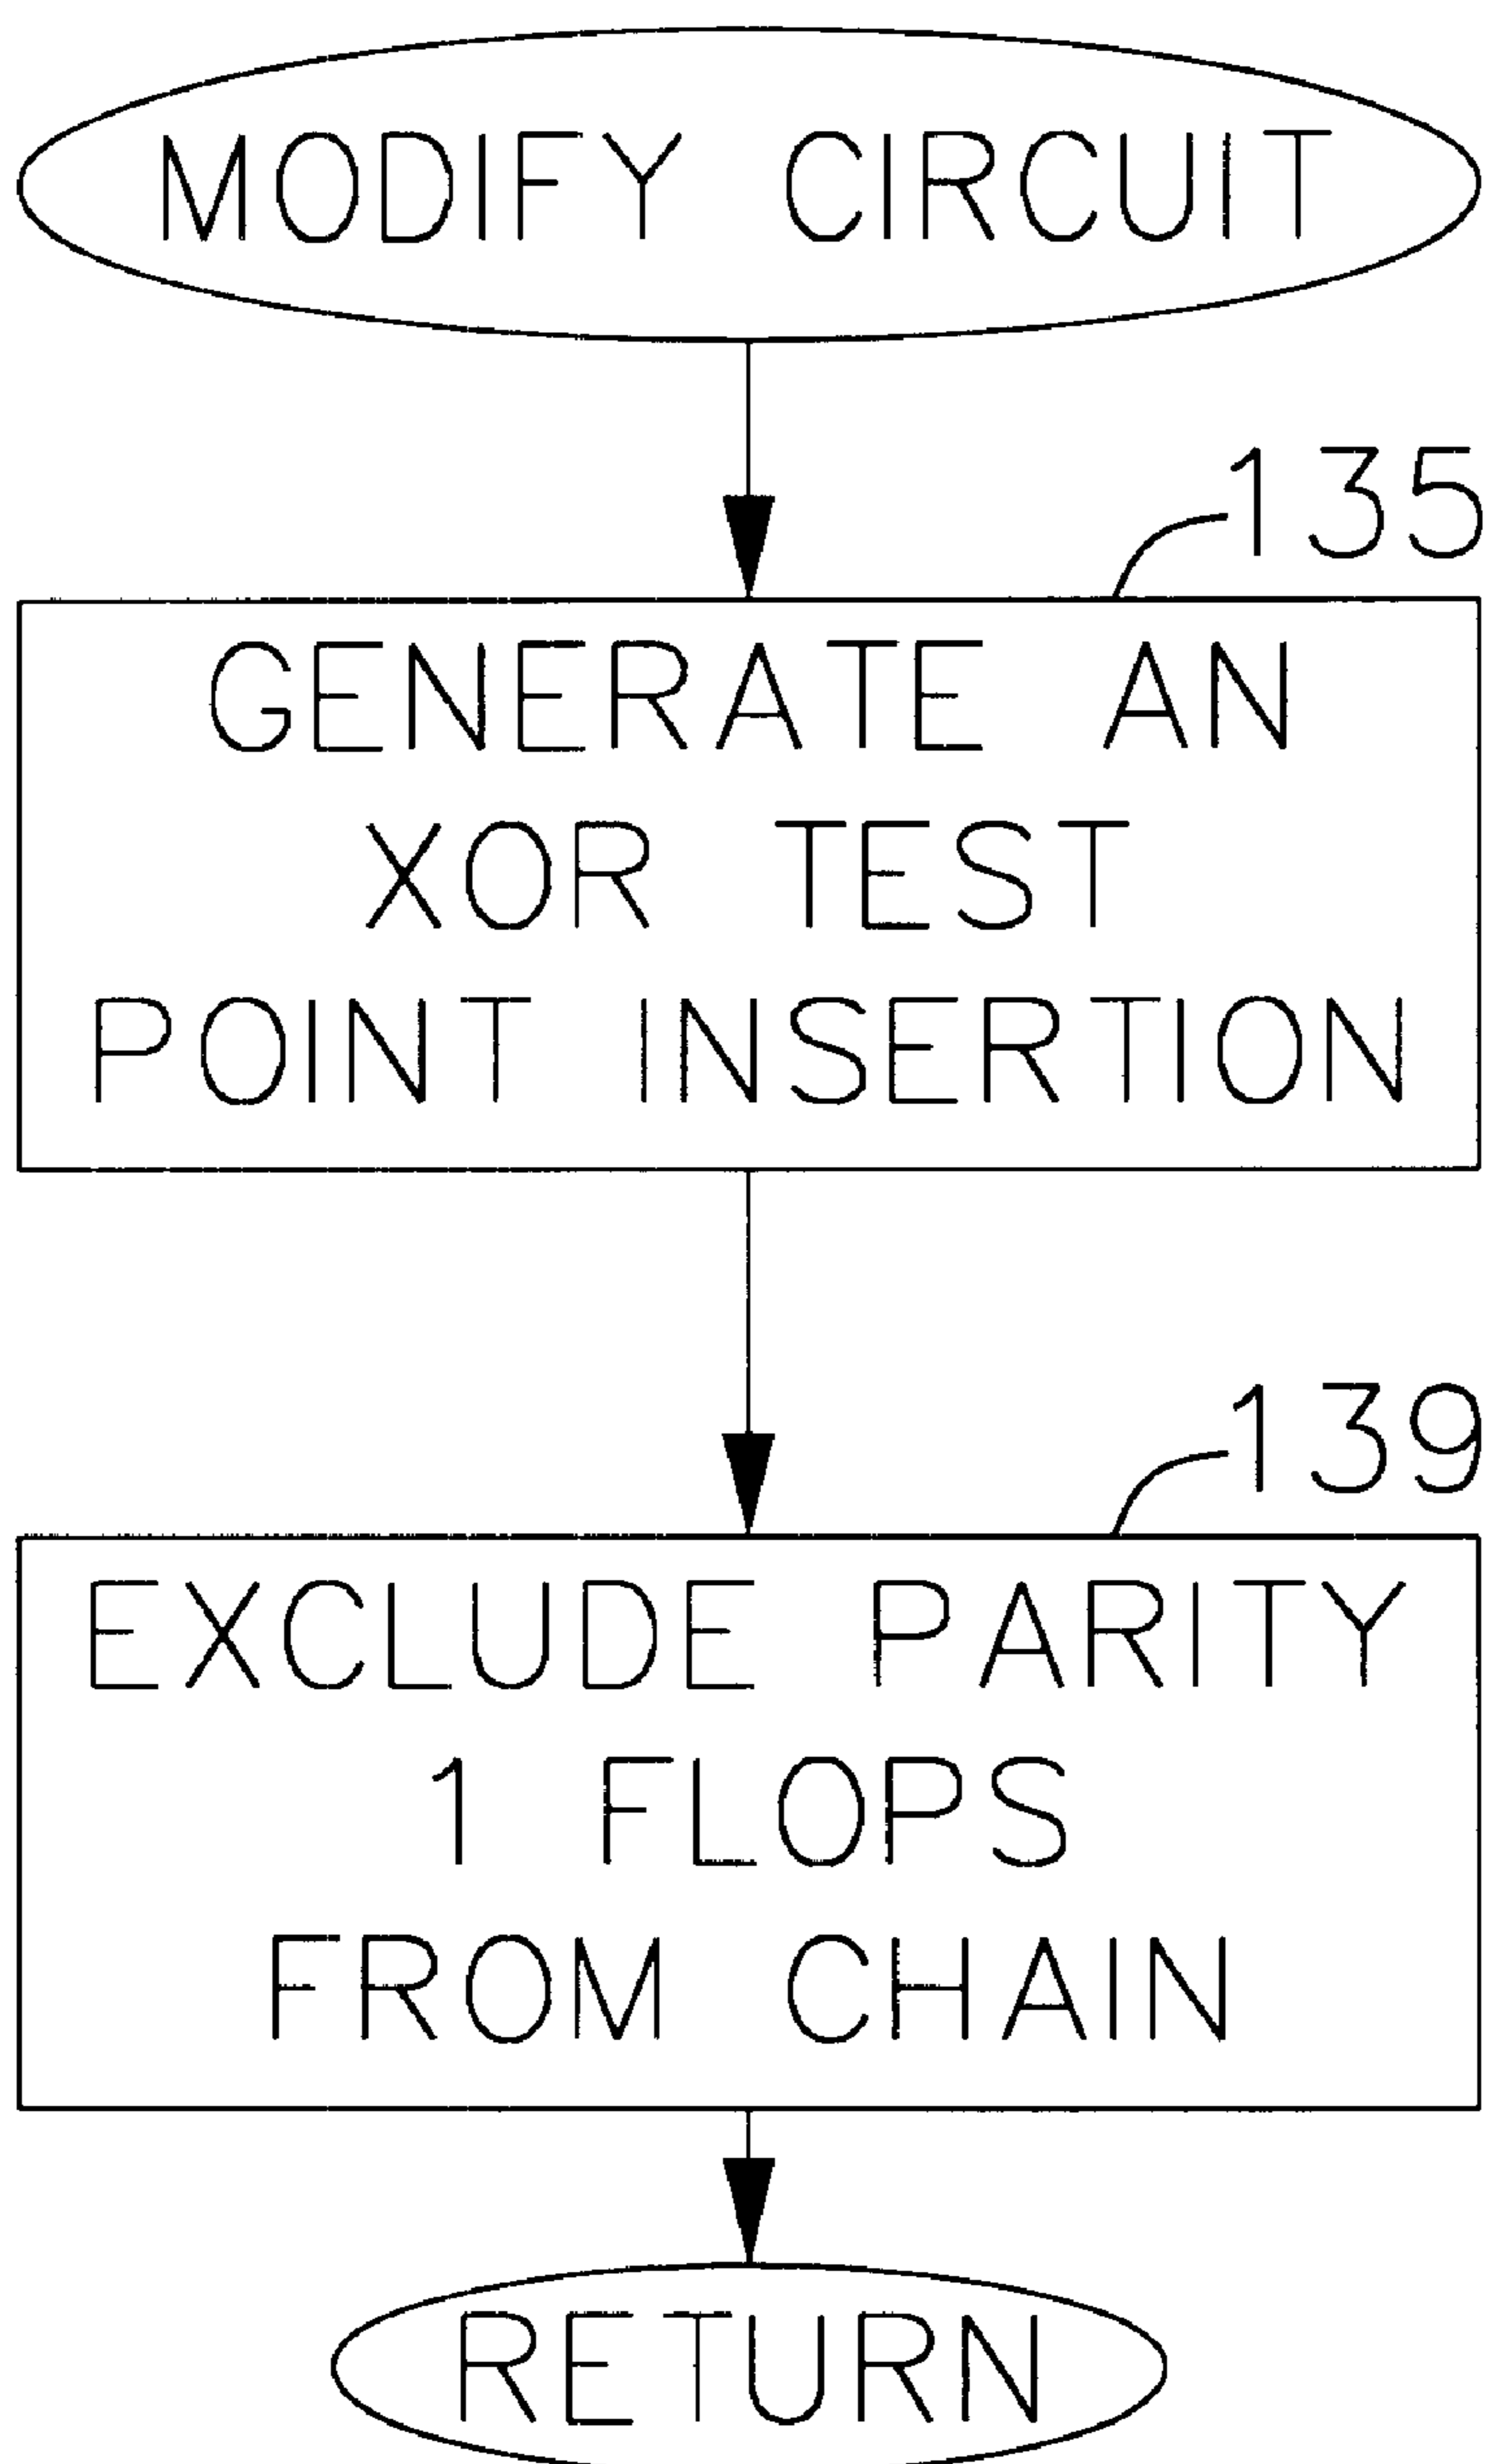 MODIFY CIRCUIT
135
GENERATE AN
XOR TEST
POINT INSERTION
139
EXCLUDE PARITY
1 FLOPS
FROM CHAIN
RETURN